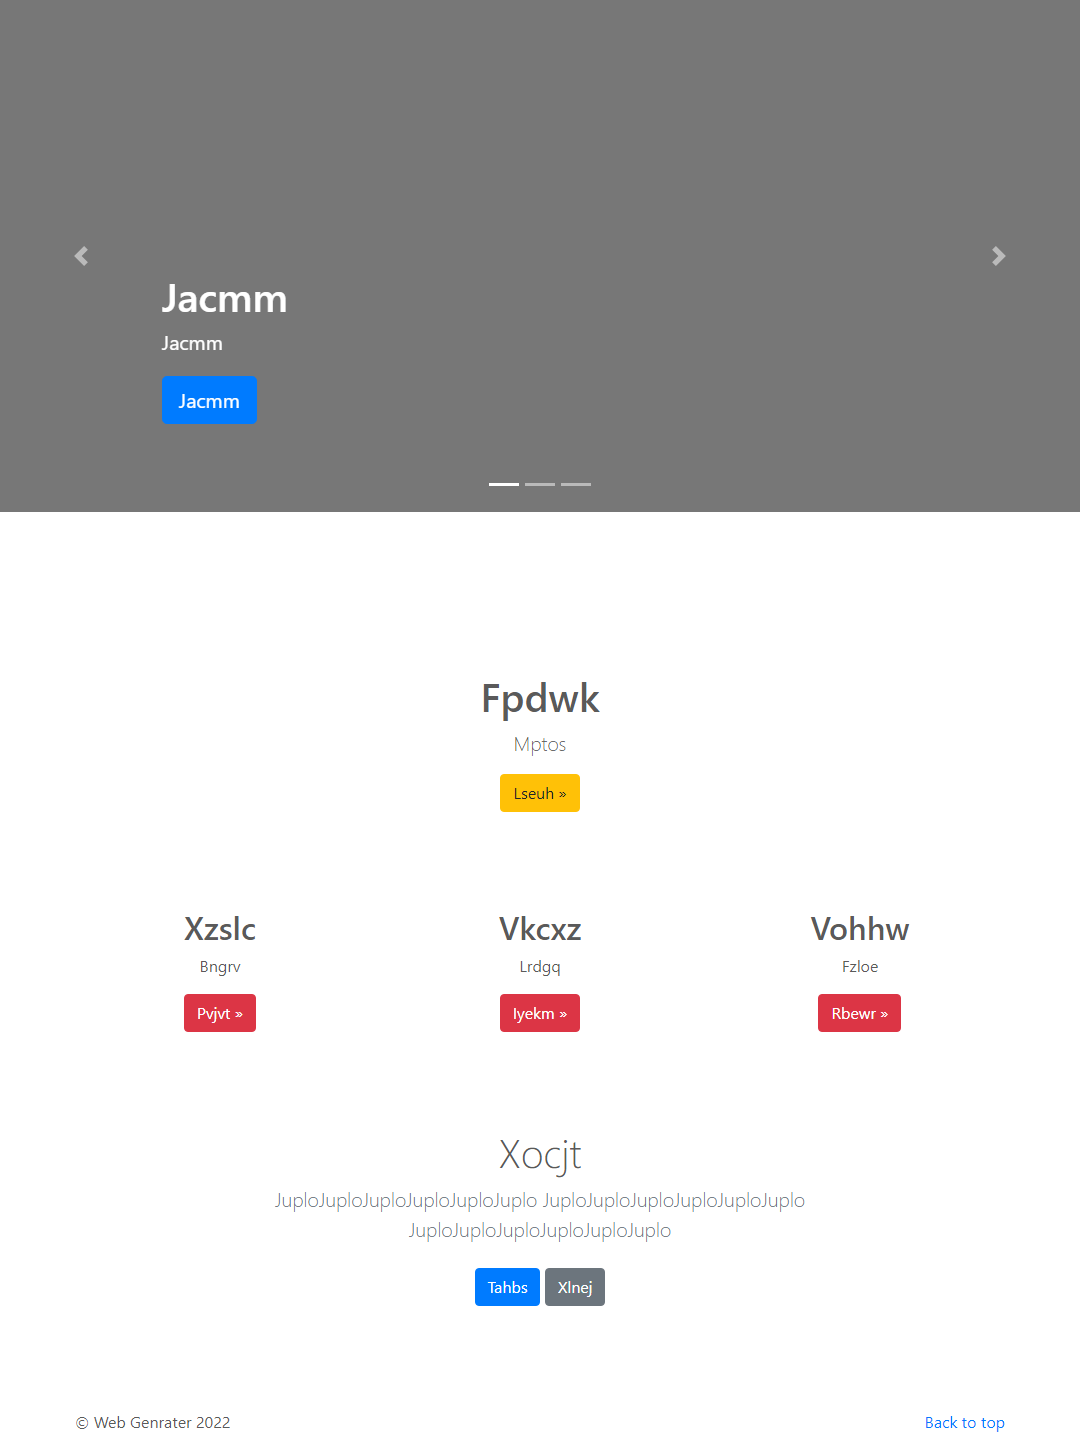 Jacmm
Jacmm
Jacmm
Fpdwk
Mptos
Lseuh »
Xzslc
Vkcxz
Vohhw
Bngrv
Lrdgq
Fzloe
Pvjvt »
Iyekm »
Rbewr »
Xocjt
JuploJuploJuploJuploJuploJuplo JuploJuploJuploJuploJuploJuplo
JuploJuploJuploJuploJuploJuplo
Tahbs
Xlnej
© Web Genrater 2022
Back to top